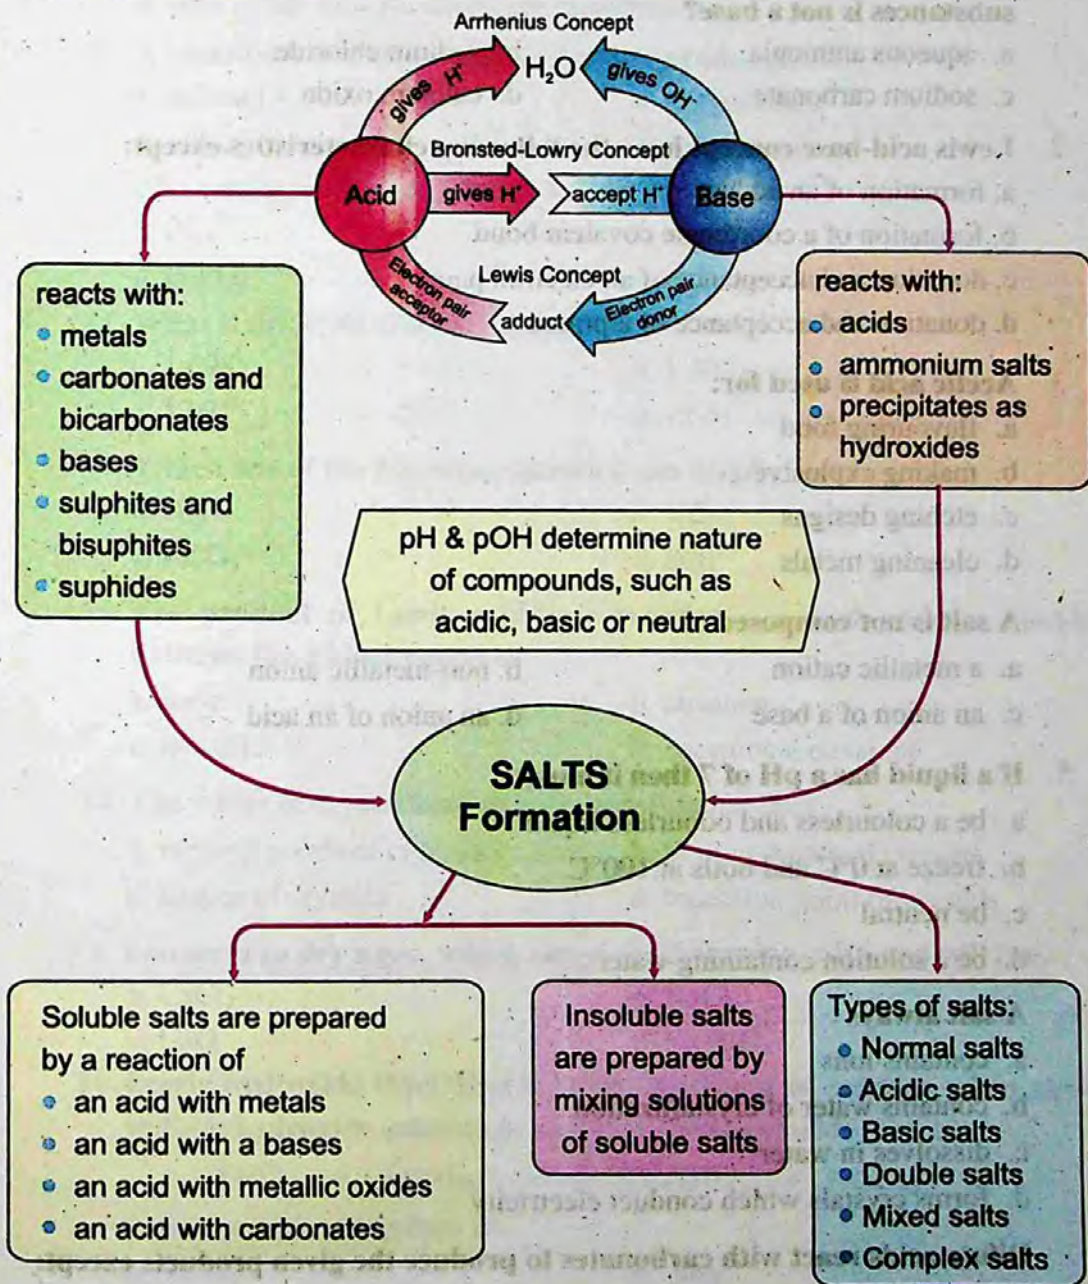 Arrhenius Concept
gives H⁺
H₂O
gives OH⁻
Bronsted-Lowry Concept
Acid
gives H⁺
accept H⁺
Base
Lewis Concept
Electron pair
acceptor
adduct
Electron pair
donor
reacts with:
• metals
• carbonates and
bicarbonates
• bases
• sulphites and
bisuphites
• suphides
reacts with:
• acids
• ammonium salts
• precipitates as
hydroxides
pH & pOH determine nature
of compounds, such as
acidic, basic or neutral
SALTS
Formation
Soluble salts are prepared
by a reaction of
• an acid with metals
• an acid with a bases
• an acid with metallic oxides
• an acid with carbonates
Insoluble salts
are prepared by
mixing solutions
of soluble salts
Types of salts:
• Normal salts
• Acidic salts
• Basic salts
• Double salts
• Mixed salts
• Complex salts